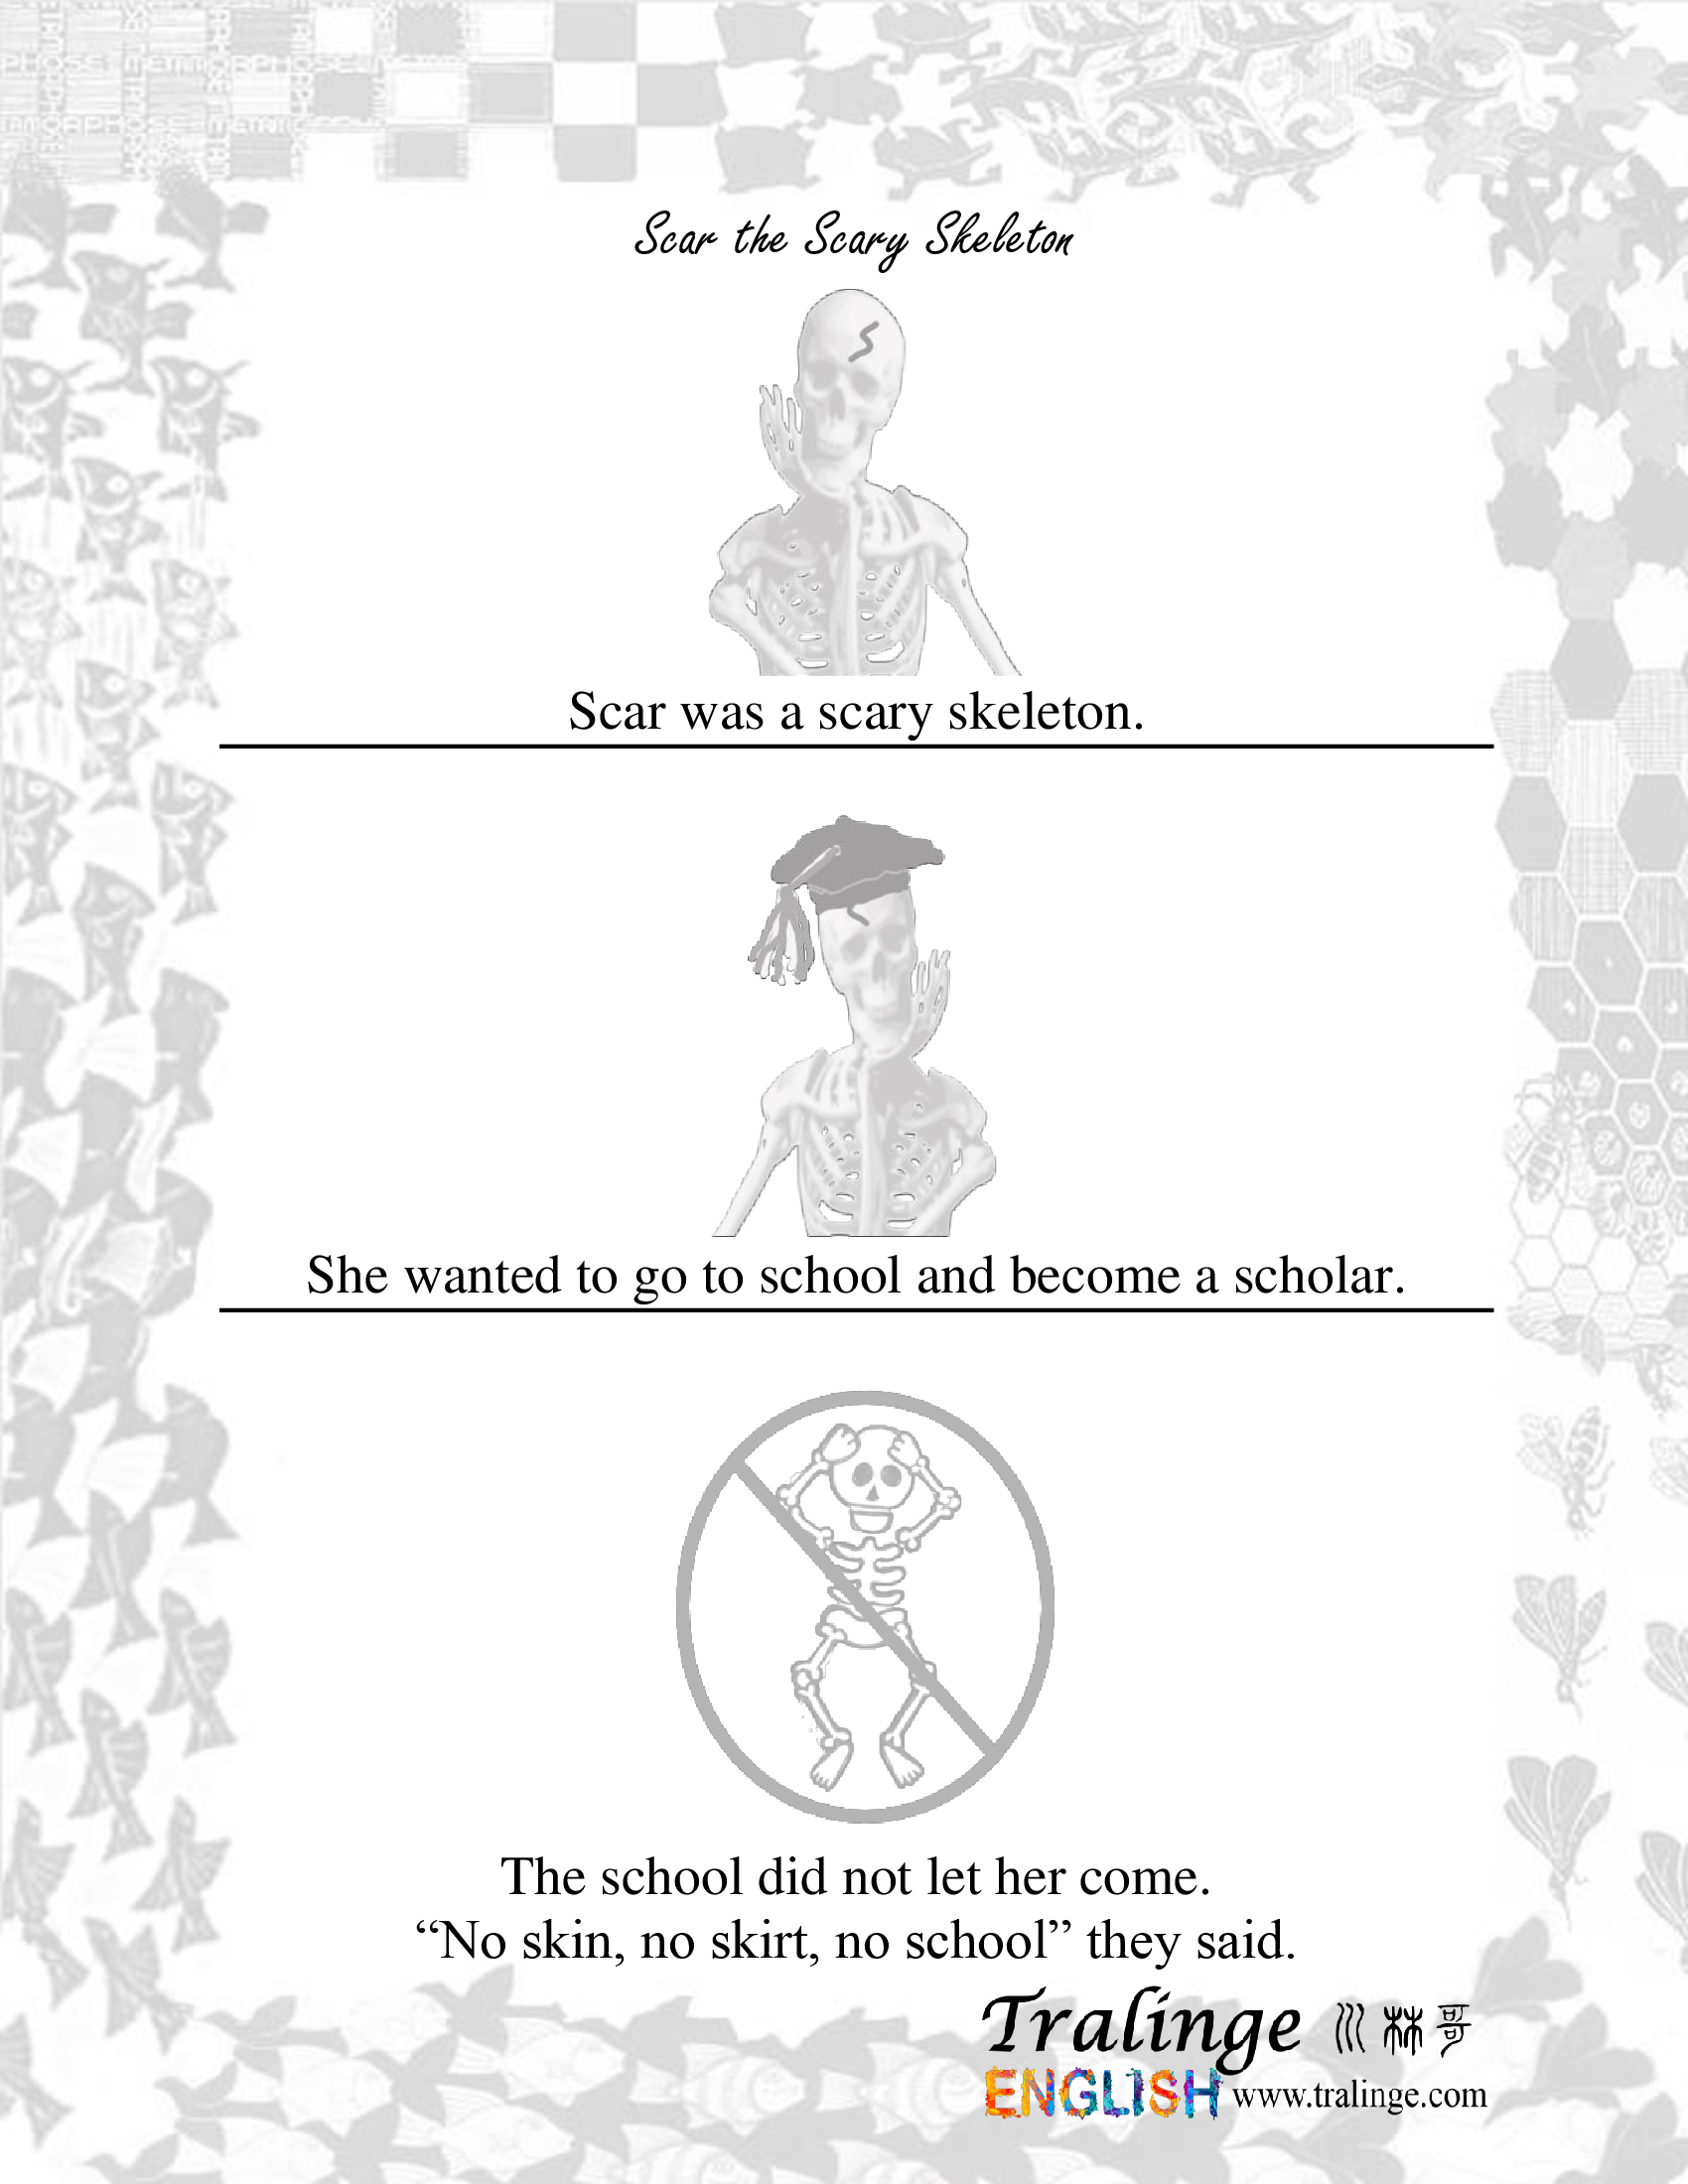 Scar the Scary Skeleton
Scar was a scary skeleton.
She wanted to go to school and become a scholar.
The school did not let her come.
“No skin, no skirt, no school” they said.
Tralinge 川 林 哥
ENGLISH www.tralinge.com